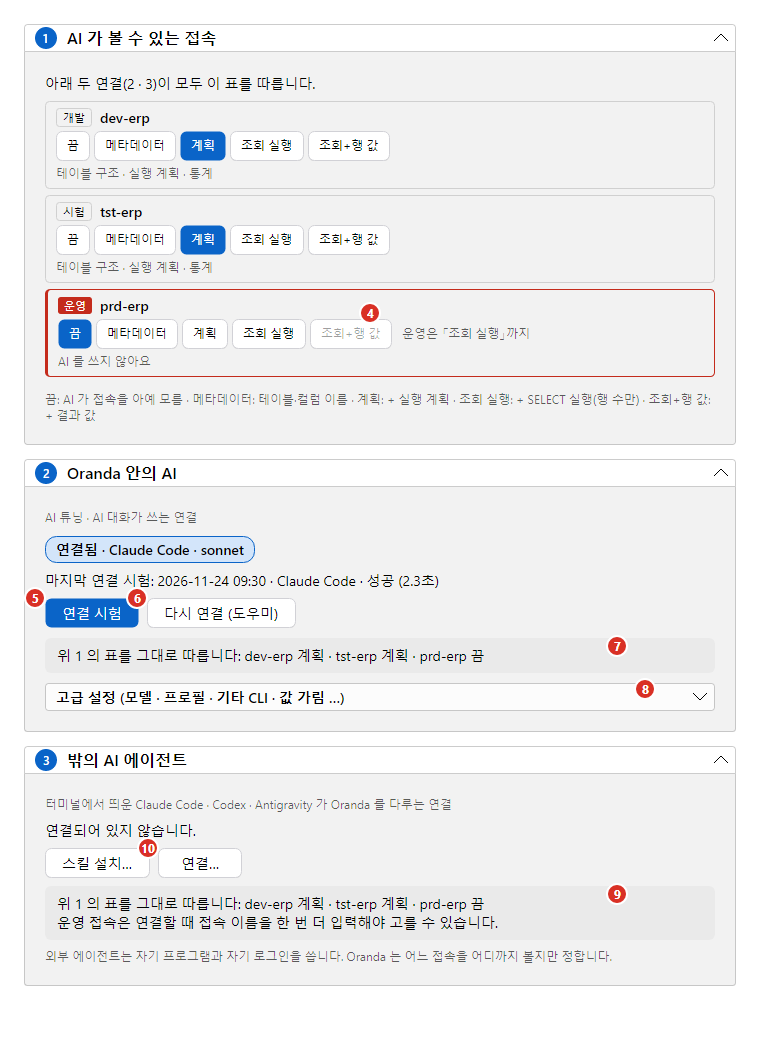 1 AI 가 볼 수 있는 접속
아래 두 연결(2 · 3)이 모두 이 표를 따릅니다.
개발 dev-erp
끔 메타데이터 계획 조회 실행 조회+행 값
테이블 구조 · 실행 계획 · 통계
시험 tst-erp
끔 메타데이터 계획 조회 실행 조회+행 값
테이블 구조 · 실행 계획 · 통계
운영 prd-erp
4
끔 메타데이터 계획 조회 실행 조회+행 값 운영은 「조회 실행」까지
AI 를 쓰지 않아요
끔: AI 가 접속을 아예 모름 · 메타데이터: 테이블·컬럼 이름 · 계획: + 실행 계획 · 조회 실행: + SELECT 실행(행 수만) · 조회+행 값:
+ 결과 값
2 Oranda 안의 AI
AI 튜닝 · AI 대화가 쓰는 연결
연결됨 · Claude Code · sonnet
마지막 연결 시험: 2026-11-24 09:30 · Claude Code · 성공 (2.3초)
5 6
연결 시험 다시 연결 (도우미)
7
위 1 의 표를 그대로 따릅니다: dev-erp 계획 · tst-erp 계획 · prd-erp 끔
8
고급 설정 (모델 · 프로필 · 기타 CLI · 값 가림 ...)
3 밖의 AI 에이전트
터미널에서 띄운 Claude Code · Codex · Antigravity 가 Oranda 를 다루는 연결
연결되어 있지 않습니다.
10
스킬 설치... 연결...
9
위 1 의 표를 그대로 따릅니다: dev-erp 계획 · tst-erp 계획 · prd-erp 끔
운영 접속은 연결할 때 접속 이름을 한 번 더 입력해야 고를 수 있습니다.
외부 에이전트는 자기 프로그램과 자기 로그인을 씁니다. Oranda 는 어느 접속을 어디까지 볼지만 정합니다.